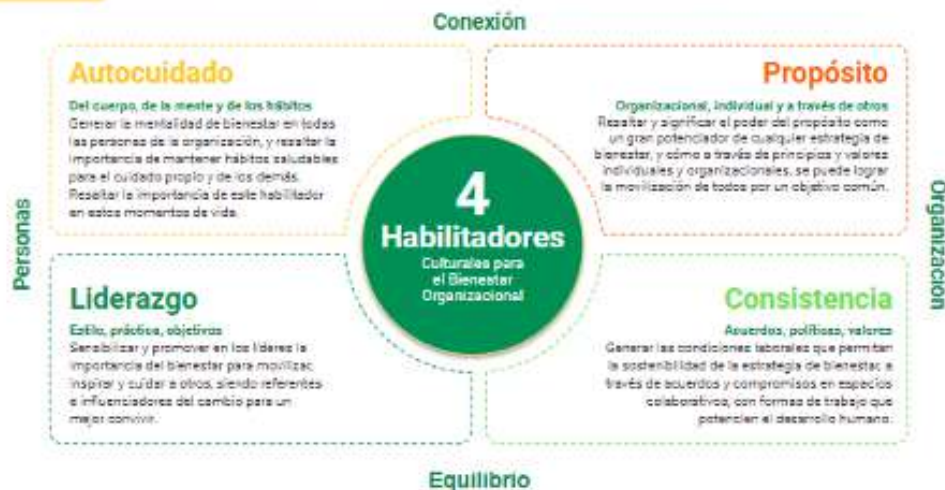 Conexión
Autocuidado
Del cuerpo, de la mente y de los hábitos
Generar la mentalidad de bienestar en todas
las personas de la organización, y resaltar la
importancia de mantener hábitos saludables
para el cuidado propio y de los demás.
Resaltar la importancia de este habilitador
en estos momentos de vida.
Propósito
Organizacional, individual y a través de otros
Resaltar y significar el poder del propósito como
un gran potenciador de cualquier estrategia de
bienestar, y cómo a través de principios y valores
individuales y organizacionales, se puede lograr
la movilización de todos por un objetivo común.
4
Habilitadores
Culturales para
el Bienestar
Organizacional
Personas
Organización
Liderazgo
Estilo, práctica, objetivos
Sensibilizar y promover en los líderes la
importancia del bienestar para movilizar,
inspirar y cuidar a otros, siendo referentes
e influenciadores del cambio para un
mejor convivir.
Consistencia
Acuerdos, políticas, valores
Generar las condiciones laborales que permitan
la sostenibilidad de la estrategia de bienestar, a
través de acuerdos y compromisos en espacios
colaborativos, con formas de trabajo que
potencien el desarrollo humano.
Equilibrio